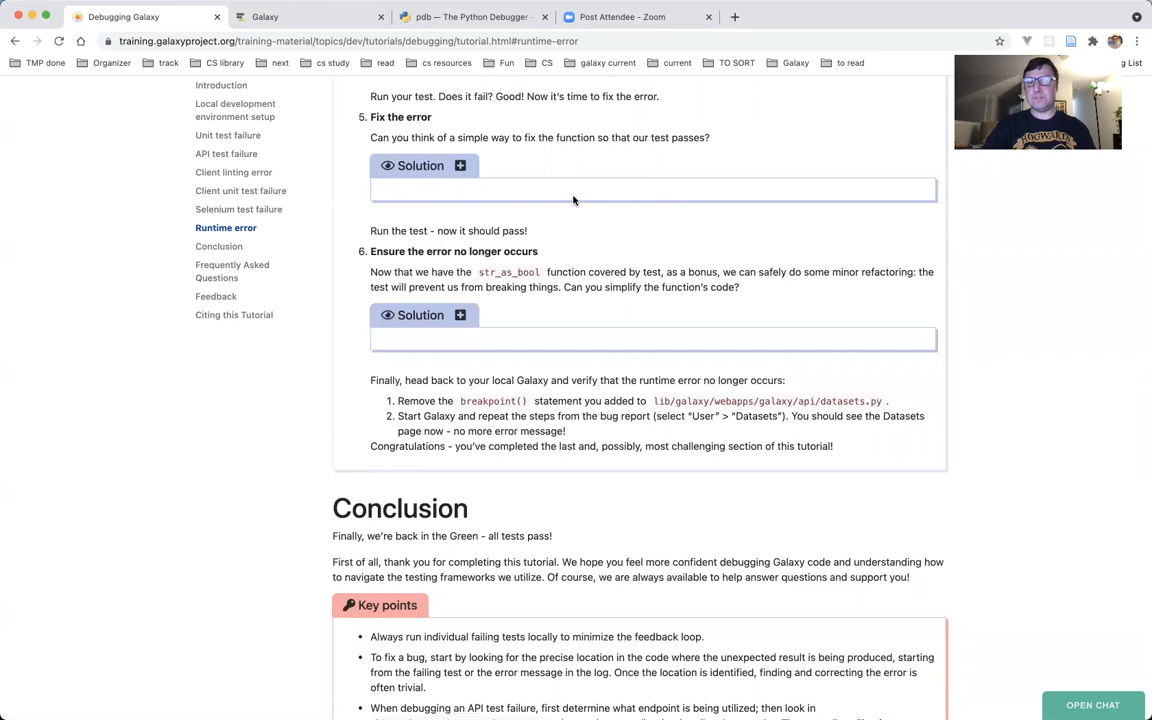 Debugging Galaxy
Galaxy
pdb — The Python Debugger -
Post Attendee - Zoom
training.galaxyproject.org/training-material/topics/dev/tutorials/debugging/tutorial.html#runtime-error
TMP done
Organizer
track
CS library
next
cs study
read
cs resources
Fun
CS
galaxy current
current
TO SORT
Galaxy
to read
g List
HOGWARTS
Introduction
Local development
environment setup
Unit test failure
API test failure
Client linting error
Client unit test failure
Selenium test failure
Runtime error
Conclusion
Frequently Asked
Questions
Feedback
Citing this Tutorial
Run your test. Does it fail? Good! Now it's time to fix the error.
5. Fix the error
Can you think of a simple way to fix the function so that our test passes?
Solution
Run the test - now it should pass!
6. Ensure the error no longer occurs
Now that we have the str_as_bool function covered by test, as a bonus, we can safely do some minor refactoring: the
test will prevent us from breaking things. Can you simplify the function's code?
Solution
Finally, head back to your local Galaxy and verify that the runtime error no longer occurs:
1. Remove the breakpoint() statement you added to lib/galaxy/webapps/galaxy/api/datasets.py .
2. Start Galaxy and repeat the steps from the bug report (select "User" > "Datasets"). You should see the Datasets
page now - no more error message!
Congratulations - you've completed the last and, possibly, most challenging section of this tutorial!
Conclusion
Finally, we're back in the Green - all tests pass!
First of all, thank you for completing this tutorial. We hope you feel more confident debugging Galaxy code and understanding how
to navigate the testing frameworks we utilize. Of course, we are always available to help answer questions and support you!
Key points
• Always run individual failing tests locally to minimize the feedback loop.
• To fix a bug, start by looking for the precise location in the code where the unexpected result is being produced, starting
from the failing test or the error message in the log. Once the location is identified, finding and correcting the error is
often trivial.
• When debugging an API test failure, first determine what endpoint is being utilized; then look in
OPEN CHAT